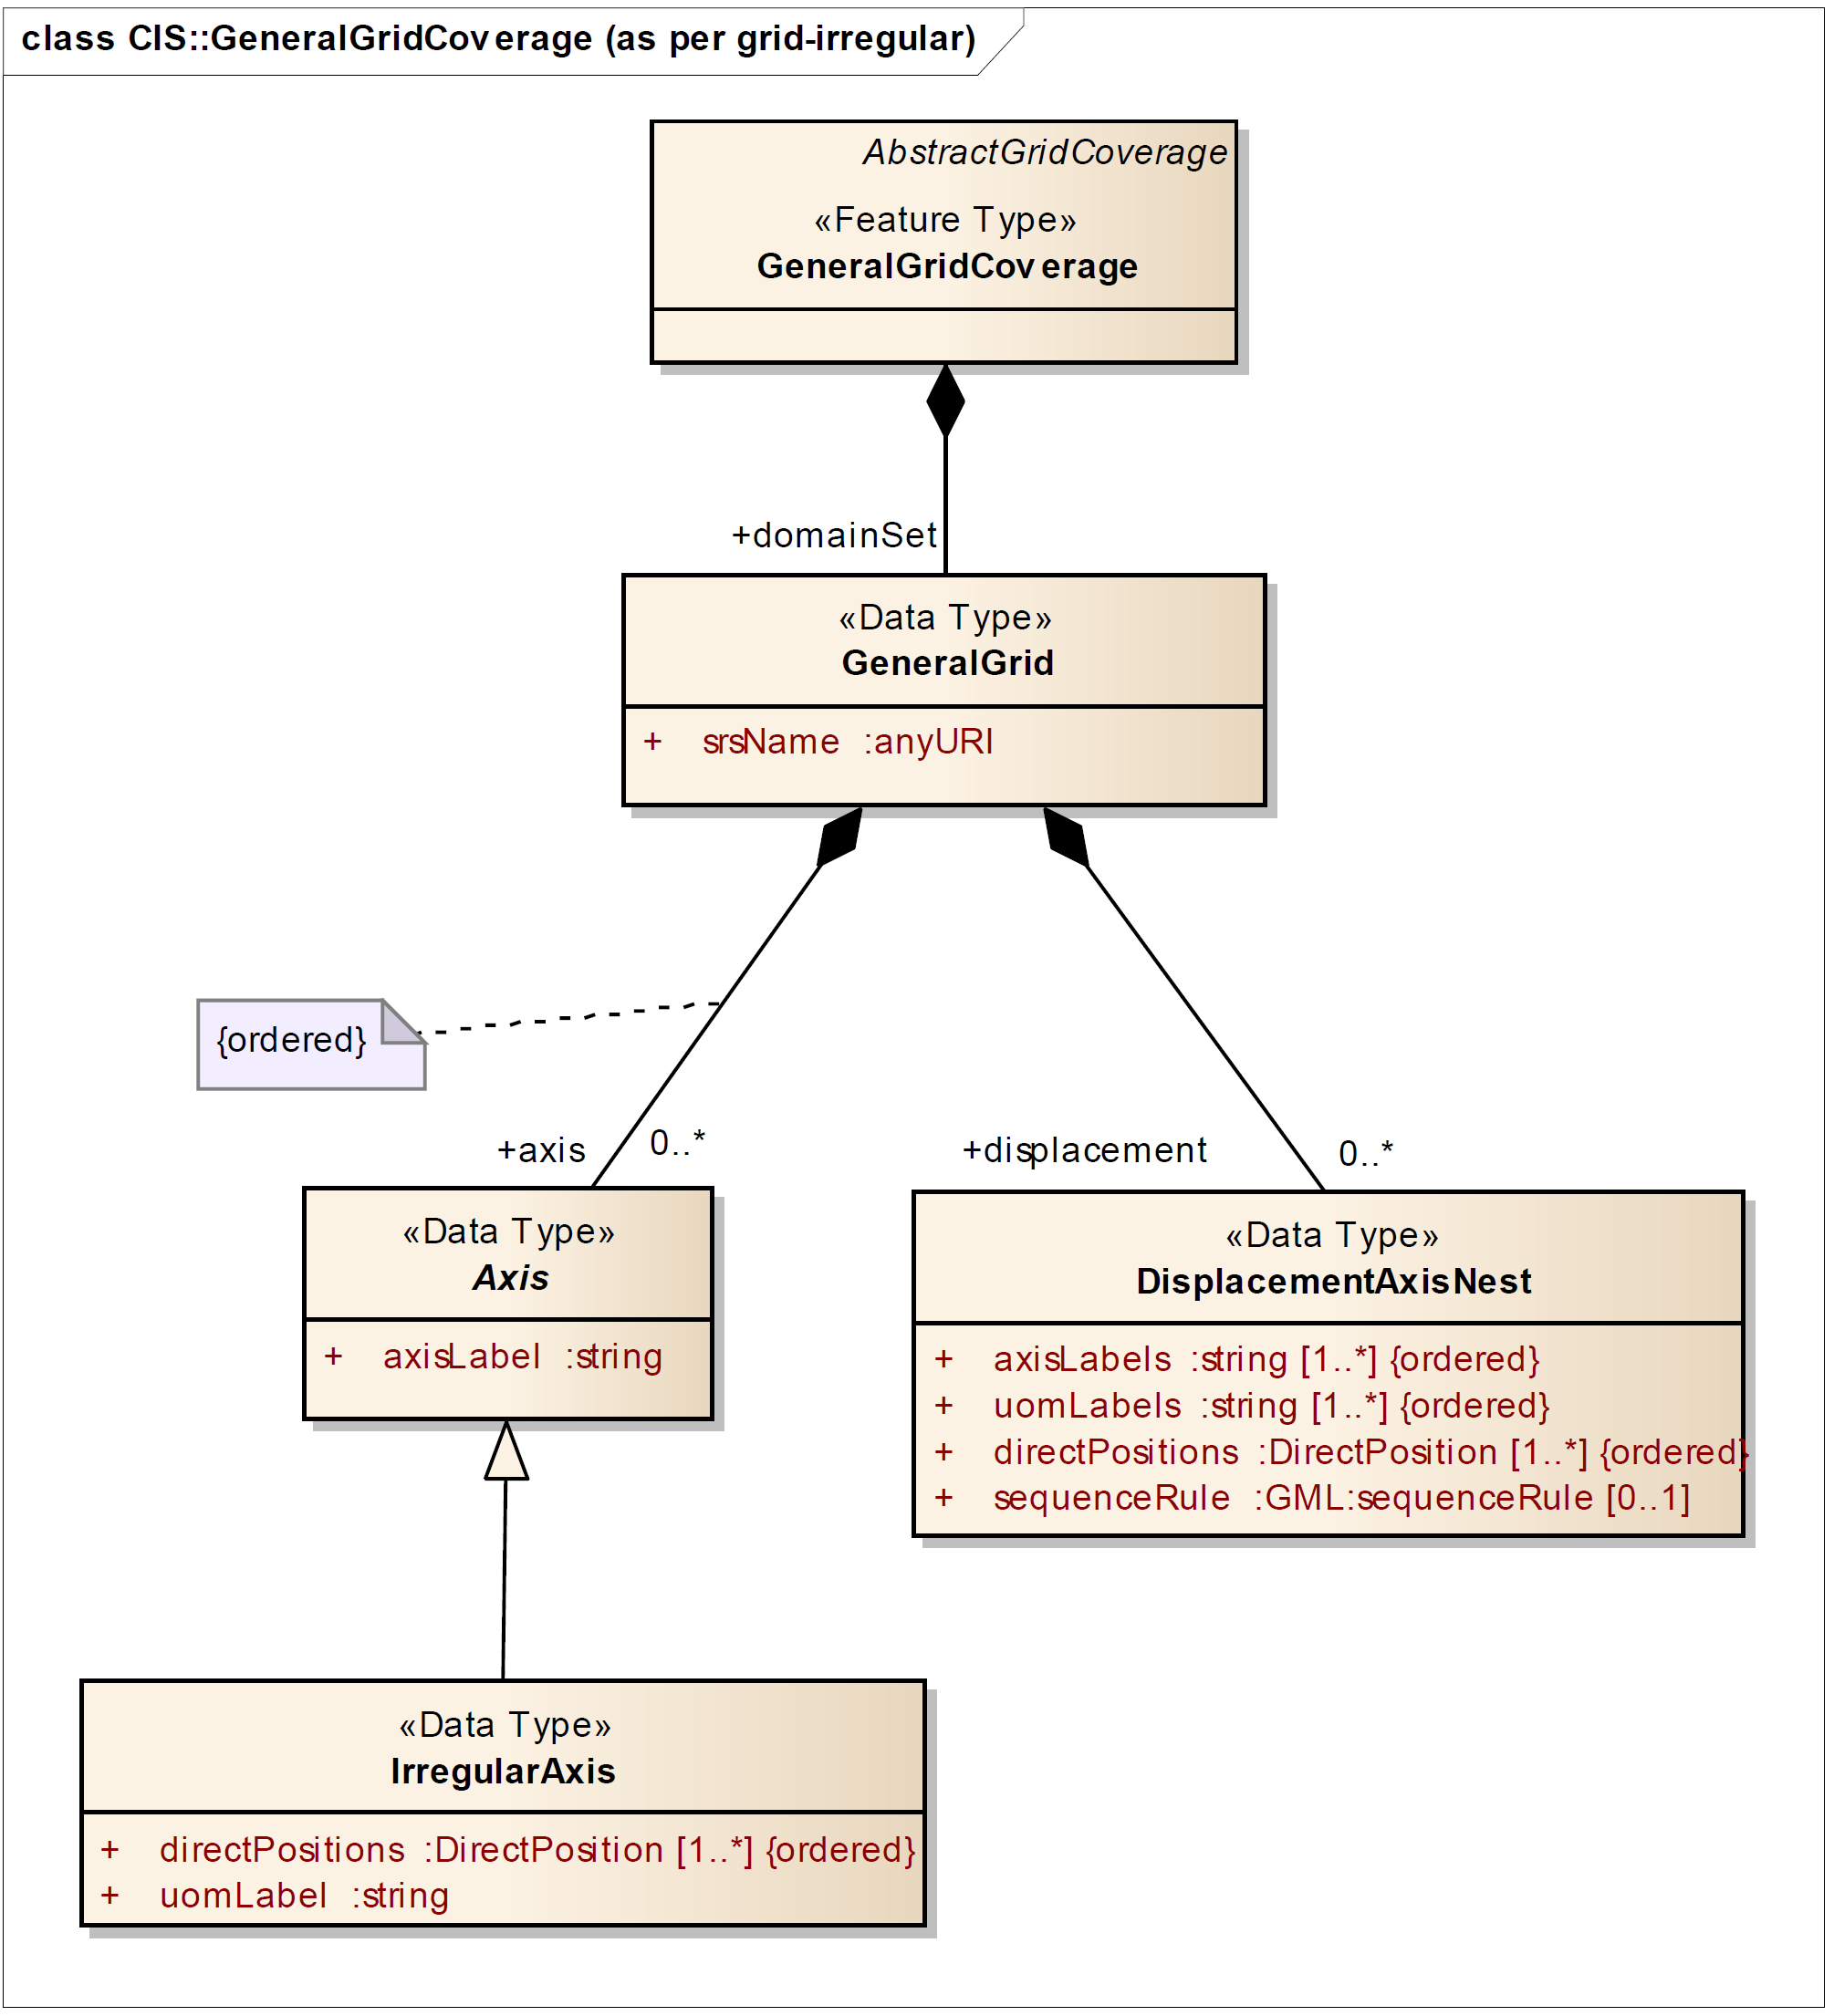 class CIS::GeneralGridCoverage (as per grid-irregular)
AbstractGridCoverage
«Feature Type»
GeneralGridCoverage
+domainSet
«Data Type»
GeneralGrid
+ srsName :anyURI
{ordered}
+axis 0..*
+displacement 0..*
«Data Type»
Axis
+ axisLabel :string
«Data Type»
DisplacementAxisNest
+ axisLabels :string [1..*] {ordered}
+ uomLabels :string [1..*] {ordered}
+ directPositions :DirectPosition [1..*] {ordered}
+ sequenceRule :GML:sequenceRule [0..1]
«Data Type»
IrregularAxis
+ directPositions :DirectPosition [1..*] {ordered}
+ uomLabel :string